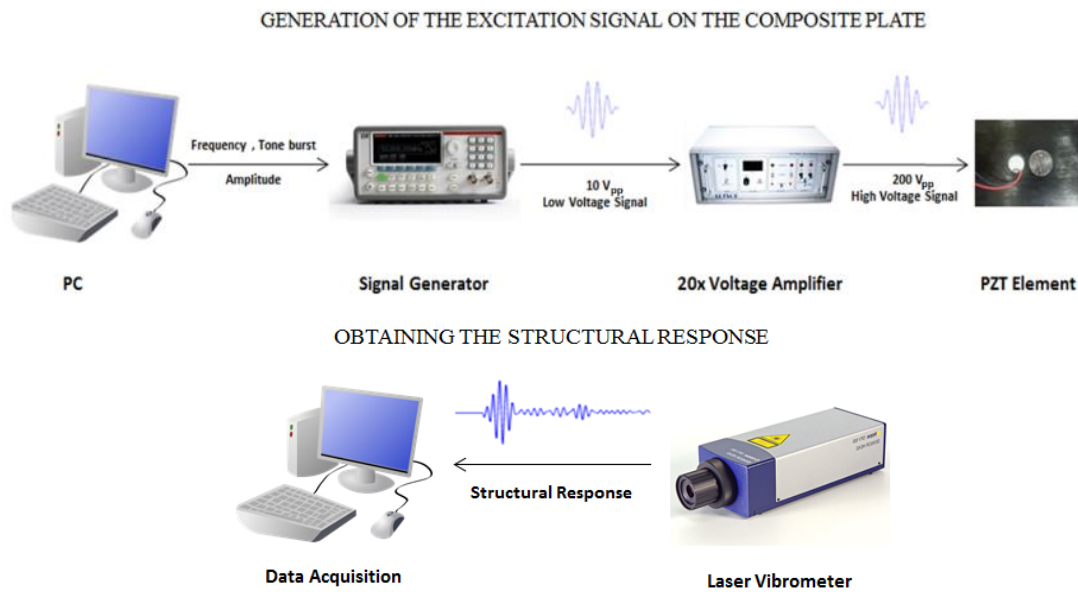 GENERATION OF THE EXCITATION SIGNAL ON THE COMPOSITE PLATE
Frequency , Tone burst
Amplitude
10 Vpp
Low Voltage Signal
200 Vpp
High Voltage Signal
PC
Signal Generator
20x Voltage Amplifier
PZT Element
OBTAINING THE STRUCTURAL RESPONSE
Structural Response
Data Acquisition
Laser Vibrometer